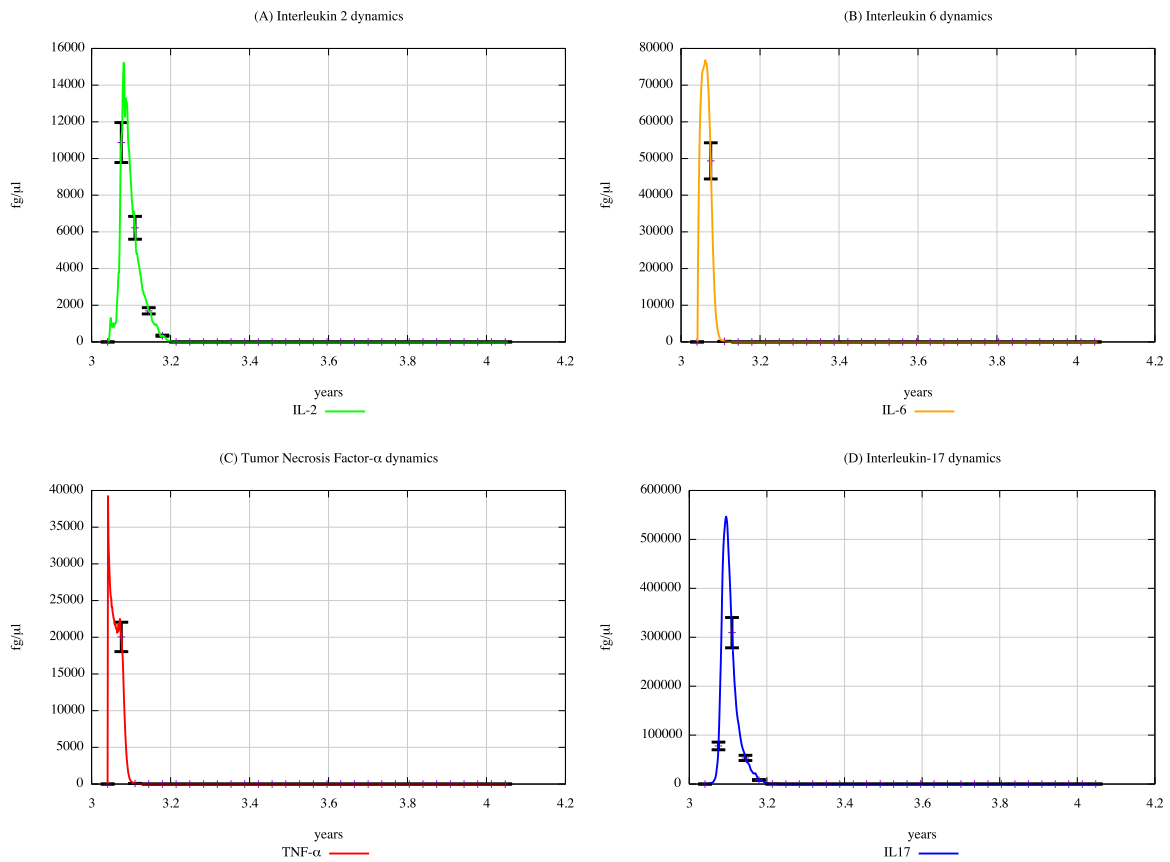 (A) Interleukin 2 dynamics
16000
14000
12000
10000
8000
6000
4000
2000
0
fg/µl
3 3.2 3.4 3.6 3.8 4 4.2
years
IL-2
(B) Interleukin 6 dynamics
80000
70000
60000
50000
40000
30000
20000
10000
0
fg/µl
3 3.2 3.4 3.6 3.8 4 4.2
years
IL-6
(C) Tumor Necrosis Factor-α dynamics
40000
35000
30000
25000
20000
15000
10000
5000
0
fg/µl
3 3.2 3.4 3.6 3.8 4 4.2
years
TNF-α
(D) Interleukin-17 dynamics
600000
500000
400000
300000
200000
100000
0
fg/µl
3 3.2 3.4 3.6 3.8 4 4.2
years
IL17